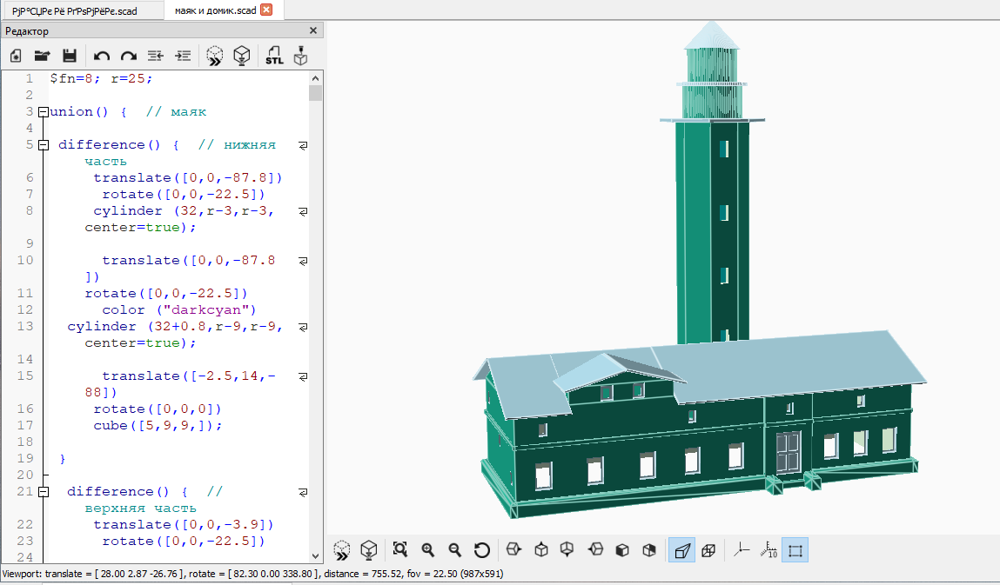 РјР°СЏРє Рё РґРѕРјРёРє.scad маяк и домик.scad
Редактор
STL
1 $fn=8; r=25;
2
3 union() { // маяк
4
5 difference() { // нижняя
часть
6 translate([0,0,-87.8])
7 rotate([0,0,-22.5])
8 cylinder (32,r-3,r-3,
center=true);
9
10 translate([0,0,-87.8
])
11 rotate([0,0,-22.5])
12 color ("darkcyan")
13 cylinder (32+0.8,r-9,r-9,
center=true);
14
15 translate([-2.5,14,-
88])
16 rotate([0,0,0])
17 cube([5,9,9,]);
18
19 }
20
21 difference() { //
верхняя часть
22 translate([0,0,-3.9])
23 rotate([0,0,-22.5])
24
10
Viewport: translate = [ 28.00 2.87 -26.76 ], rotate = [ 82.30 0.00 338.80 ], distance = 755.52, fov = 22.50 (987x591)